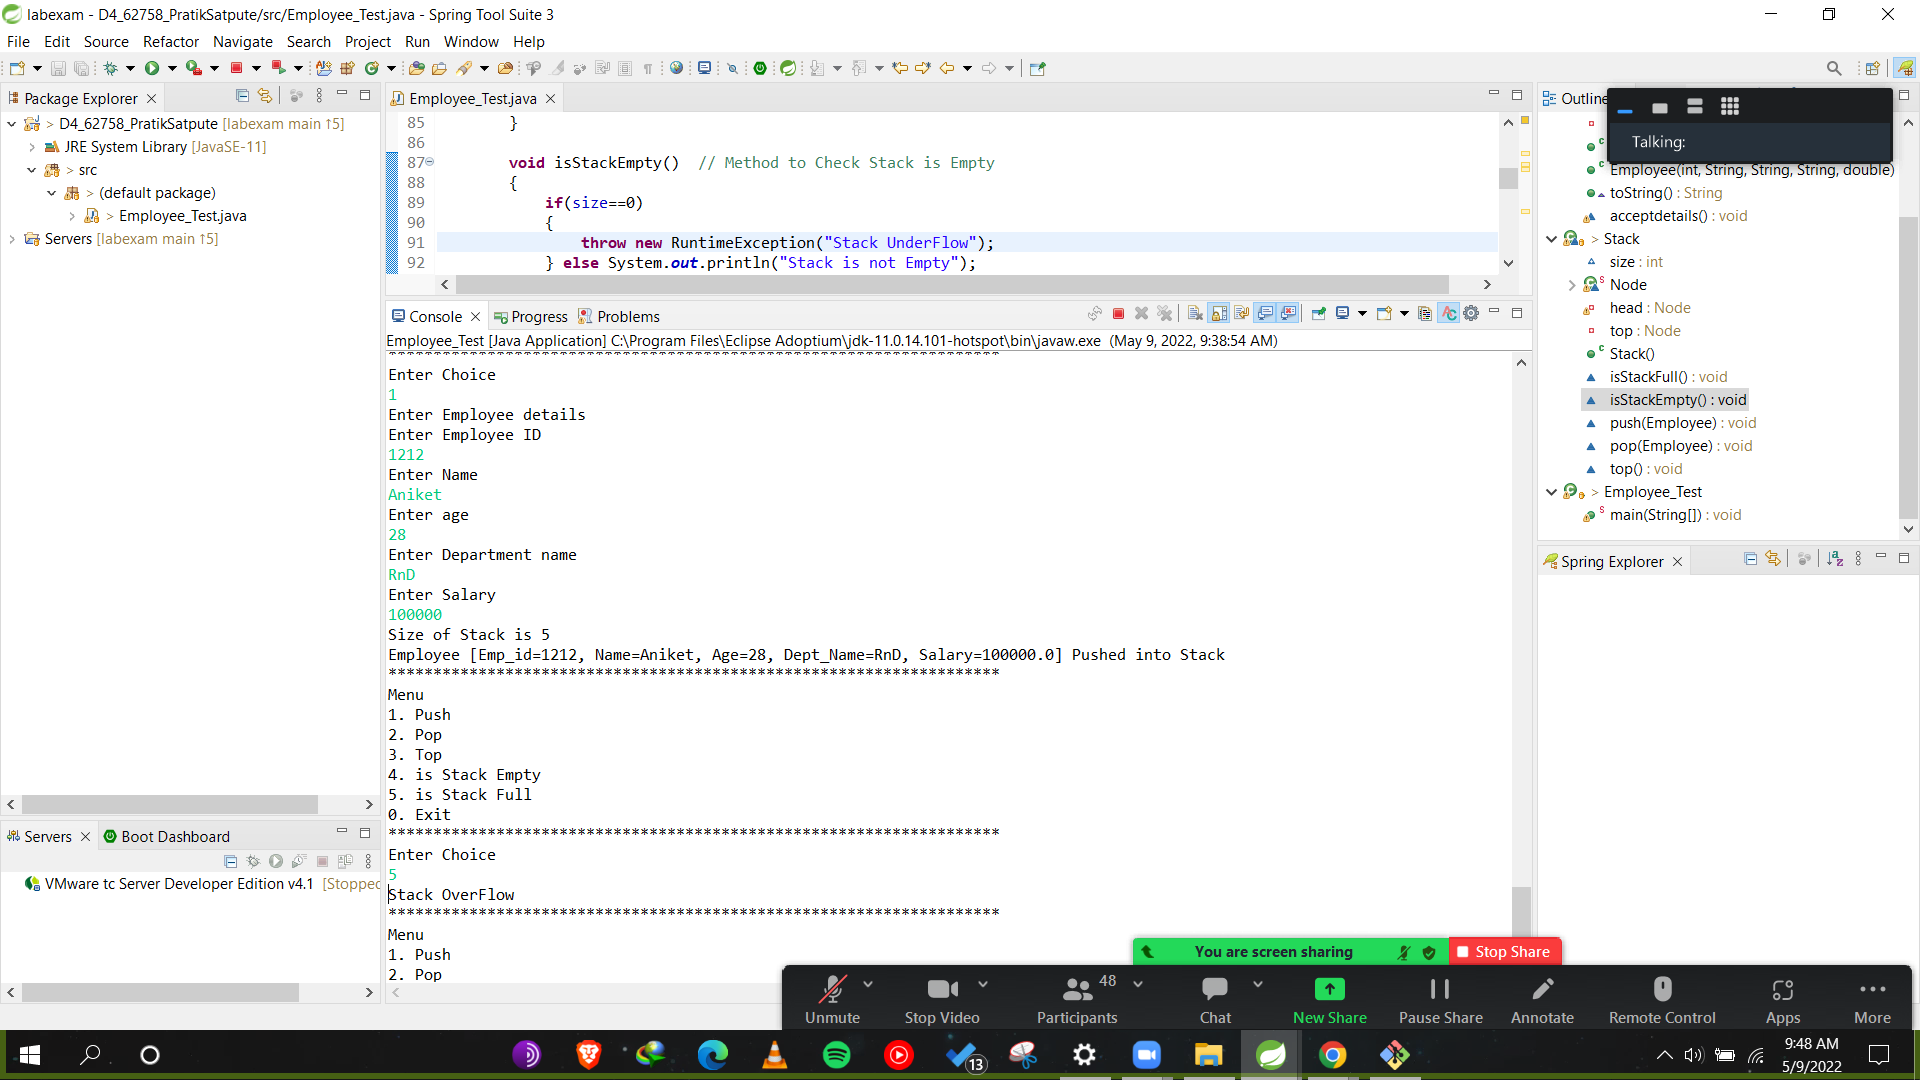 labexam - D4_62758_PratikSatpute/src/Employee_Test.java - Spring Tool Suite 3
File Edit Source Refactor Navigate Search Project Run Window Help
Package Explorer
> D4_62758_PratikSatpute [labexam main ↑5]
JRE System Library [JavaSE-11]
> src
> (default package)
> Employee_Test.java
Servers [labexam main ↑5]
Servers Boot Dashboard
VMware tc Server Developer Edition v4.1 [Stopped
Employee_Test.java
85 }
86
87 void isStackEmpty() // Method to Check Stack is Empty
88 {
89 if(size==0)
90 {
91 throw new RuntimeException("Stack UnderFlow");
92 } else System.out.println("Stack is not Empty");
Console Progress Problems
Employee_Test [Java Application] C:\Program Files\Eclipse Adoptium\jdk-11.0.14.101-hotspot\bin\javaw.exe (May 9, 2022, 9:38:54 AM)
********************************************************************
Enter Choice
1
Enter Employee details
Enter Employee ID
1212
Enter Name
Aniket
Enter age
28
Enter Department name
RnD
Enter Salary
100000
Size of Stack is 5
Employee [Emp_id=1212, Name=Aniket, Age=28, Dept_Name=RnD, Salary=100000.0] Pushed into Stack
********************************************************************
Menu
1. Push
2. Pop
3. Top
4. is Stack Empty
5. is Stack Full
0. Exit
********************************************************************
Enter Choice
5
Stack OverFlow
********************************************************************
Menu
1. Push
2. Pop
Outline
Talking:
Employee(int, String, String, String, double)
toString() : String
acceptdetails() : void
> Stack
size : int
Node
head : Node
top : Node
Stack()
isStackFull() : void
isStackEmpty() : void
push(Employee) : void
pop(Employee) : void
top() : void
> Employee_Test
main(String[]) : void
Spring Explorer
You are screen sharing Stop Share
48
Unmute Stop Video Participants Chat New Share Pause Share Annotate Remote Control Apps More
13
9:48 AM
5/9/2022